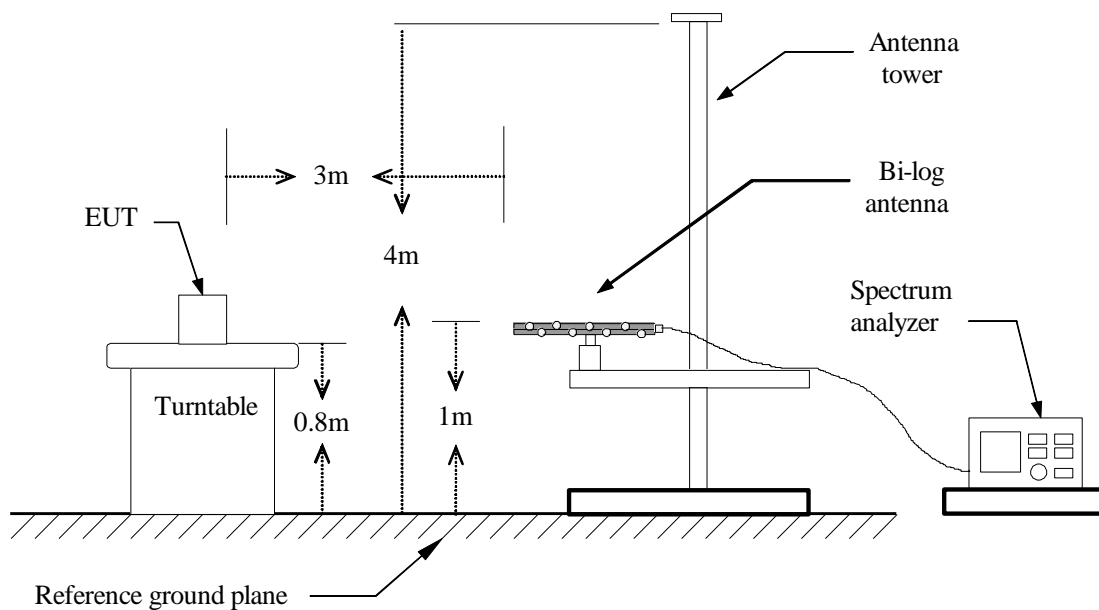 Antenna
tower
3m
Bi-log
antenna
EUT
4m
Spectrum
analyzer
Turntable
0.8m
1m
Reference ground plane